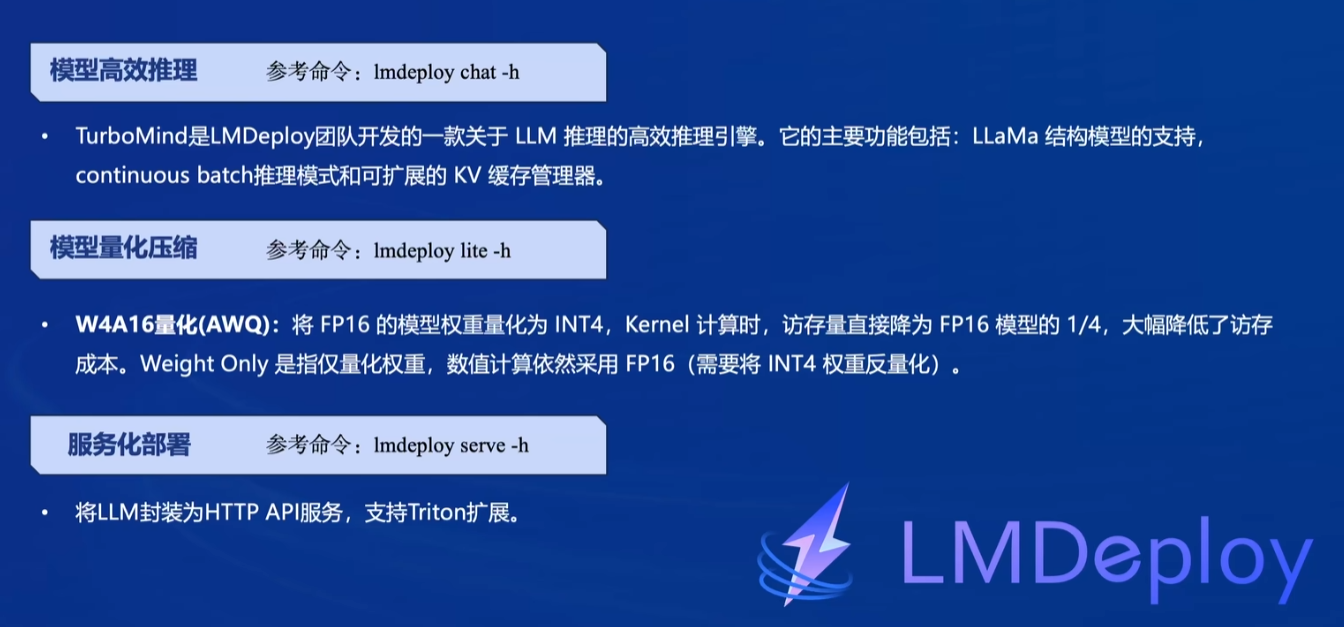 模型高效推理 参考命令：lmdeploy chat -h
• TurboMind是LMDeploy团队开发的一款关于 LLM 推理的高效推理引擎。它的主要功能包括：LLaMa 结构模型的支持，
continuous batch推理模式和可扩展的 KV 缓存管理器。
模型量化压缩 参考命令：lmdeploy lite -h
• W4A16量化(AWQ)：将 FP16 的模型权重量化为 INT4，Kernel 计算时，访存量直接降为 FP16 模型的 1/4，大幅降低了访存
成本。Weight Only 是指仅量化权重，数值计算依然采用 FP16（需要将 INT4 权重反量化）。
服务化部署 参考命令：lmdeploy serve -h
• 将LLM封装为HTTP API服务，支持Triton扩展。
LMDeploy